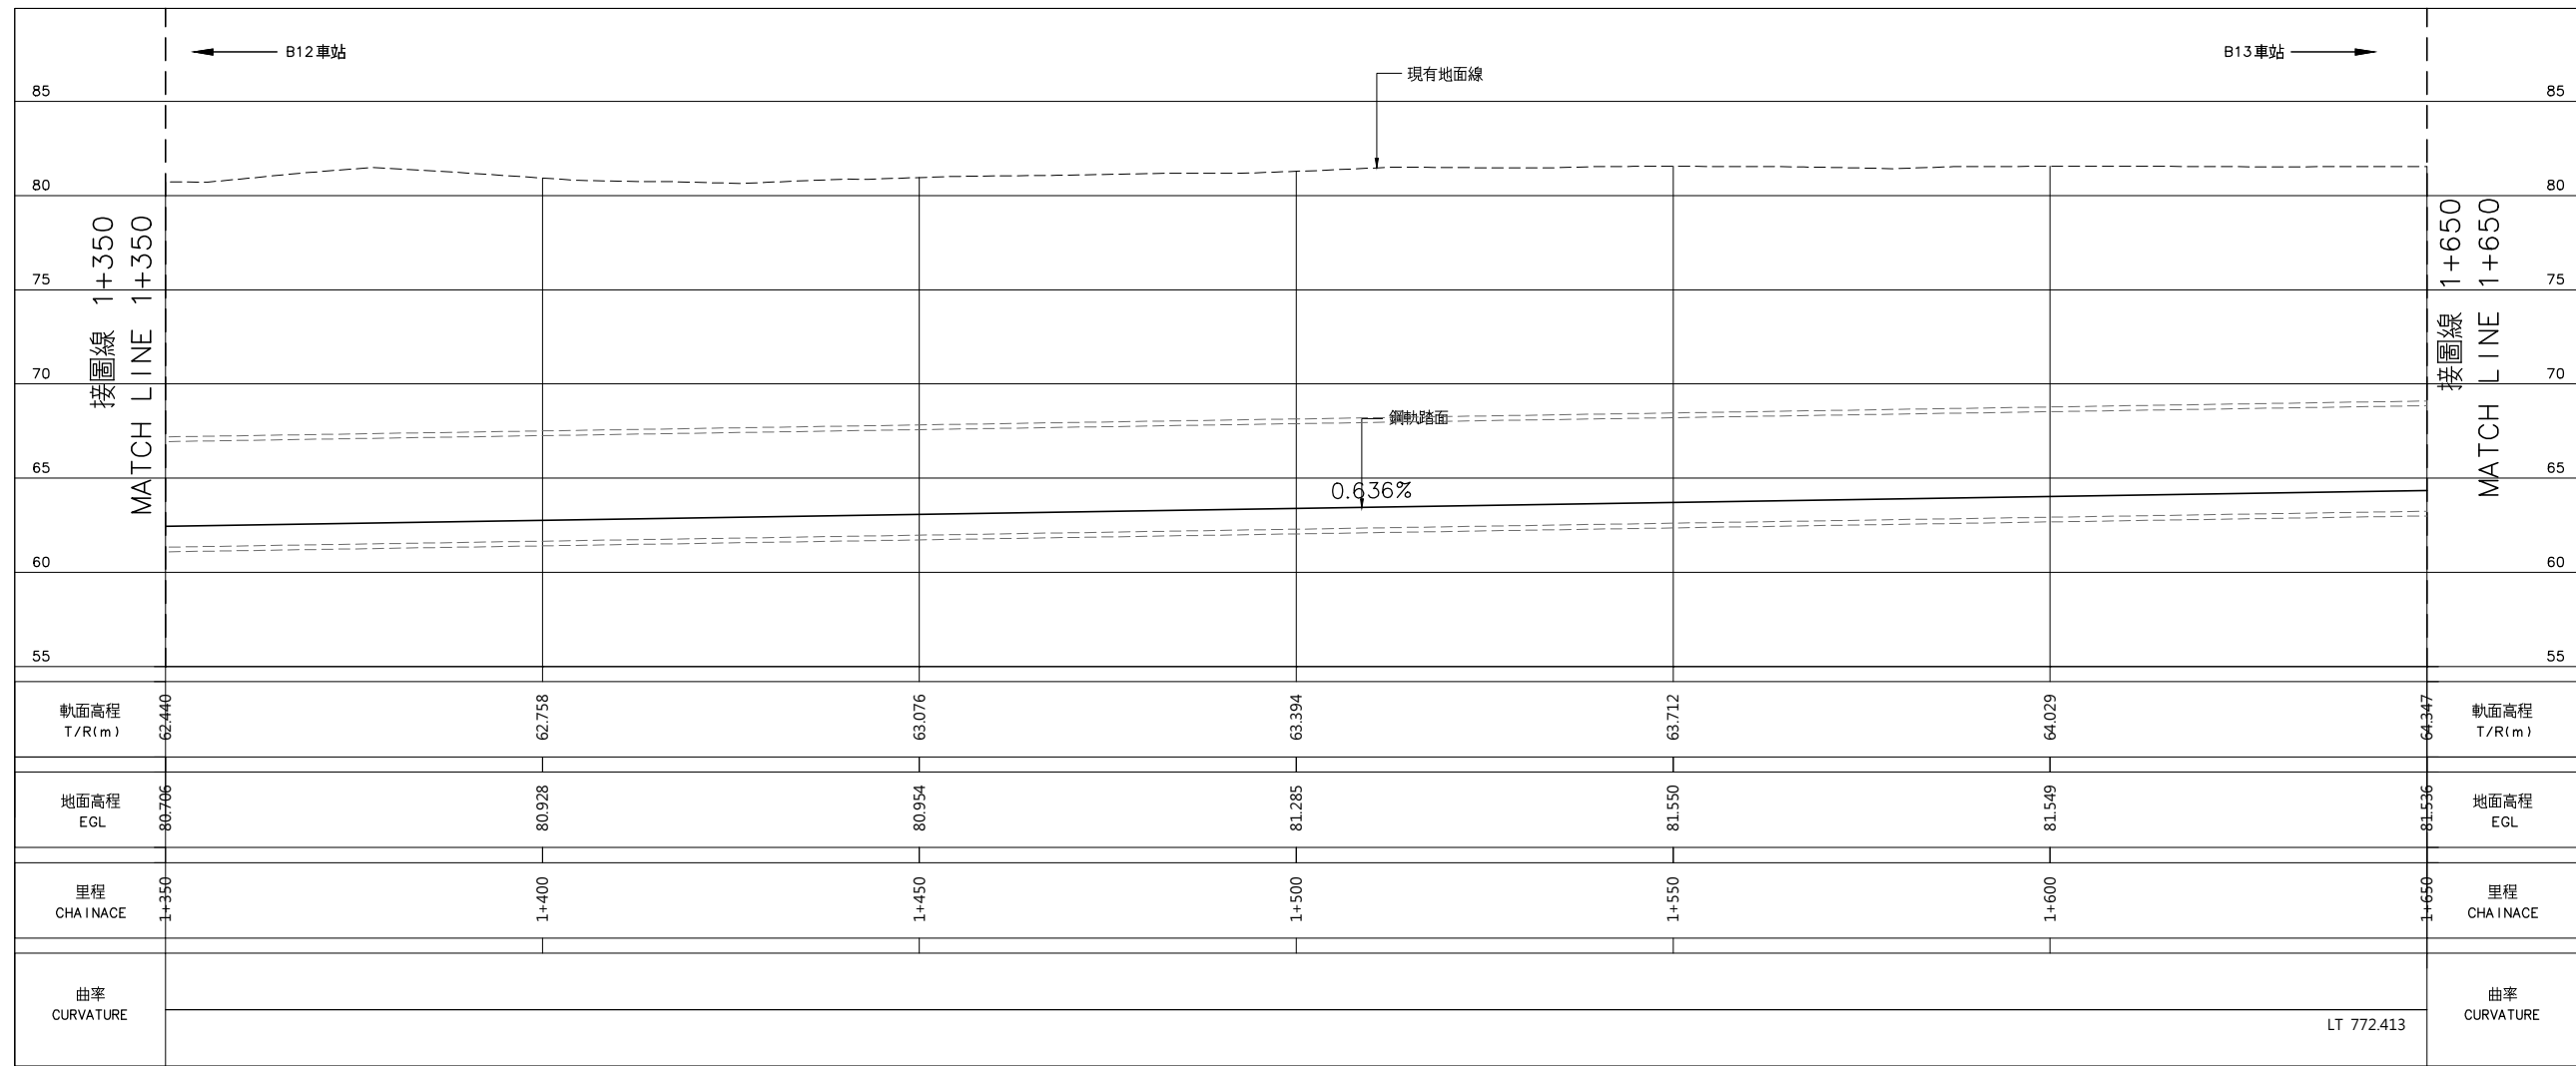 B12車站
B13車站
現有地面線
85
85
80
80
接圖線 1+350
MATCH LINE 1+350
接圖線 1+650
MATCH LINE 1+650
75
75
70
70
鋼軌踏面
65
65
0.636%
60
60
55
55
軌面高程
T/R(m)
62.440
62.758
63.076
63.394
63.712
64.029
64.347
軌面高程
T/R(m)
地面高程
EGL
80.706
80.928
80.954
81.285
81.550
81.549
81.536
地面高程
EGL
里程
CHAINACE
1+350
1+400
1+450
1+500
1+550
1+600
1+650
里程
CHAINACE
曲率
CURVATURE
LT 772.413
曲率
CURVATURE